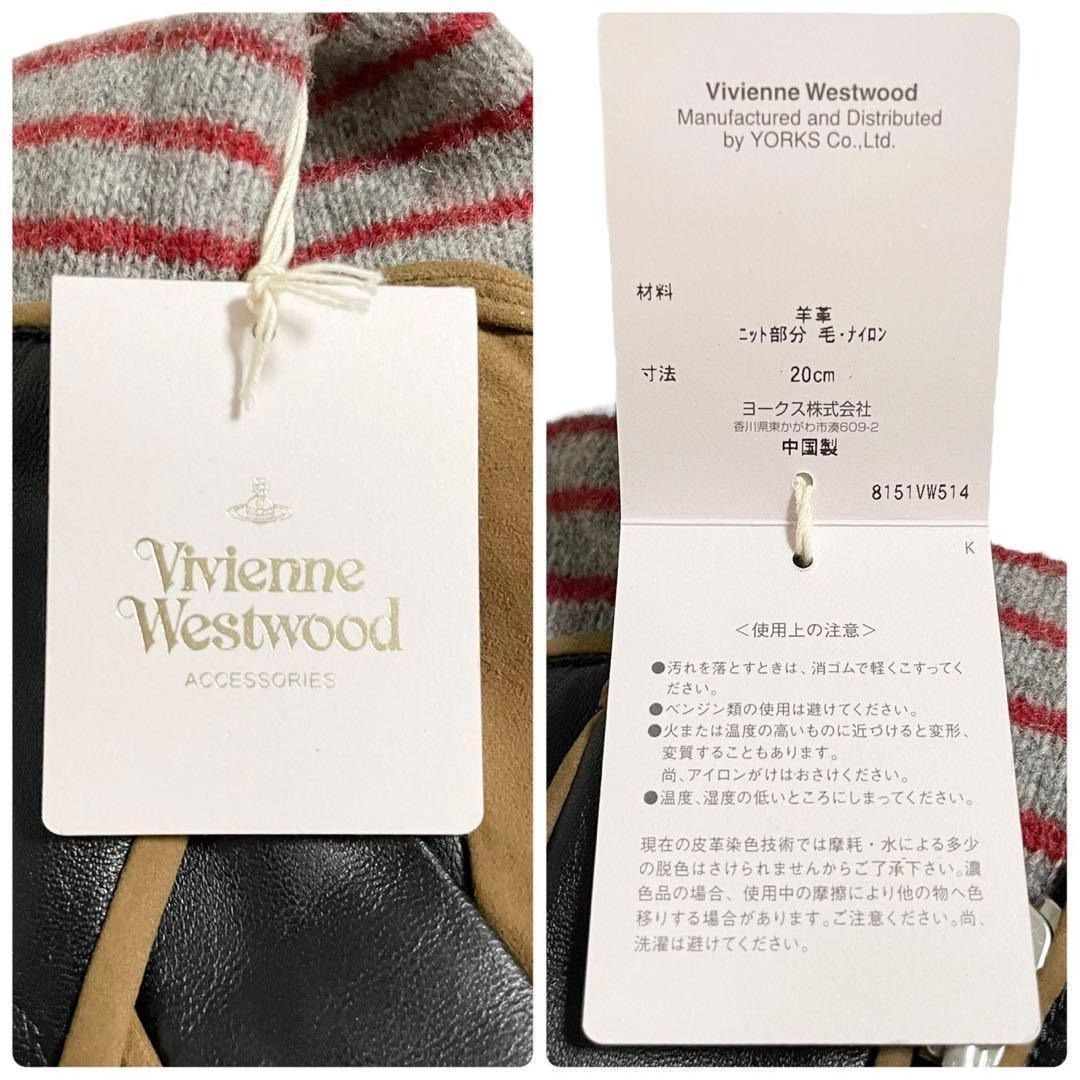 Vivienne
Westwood
ACCESSORIES
Vivienne Westwood
Manufactured and Distributed
by YORKS Co.,Ltd.
材料
羊革
ニット部分 毛・ナイロン
寸法 20cm
ヨークス株式会社
香川県東かがわ市湊609-2
中国製
8151VW514
K
＜使用上の注意＞
●汚れを落とすときは、消ゴムで軽くこすってく
ださい。
●ベンジン類の使用は避けてください。
●火または温度の高いものに近づけると変形、
変質することもあります。
尚、アイロンがけはおさけください。
●温度、湿度の低いところにしまってください。
現在の皮革染色技術では摩耗・水による多少
の脱色はさけられませんからご了承下さい。濃
色品の場合、使用中の摩擦により他の物へ色
移りする場合があります。ご注意ください。尚、
洗濯は避けてください。